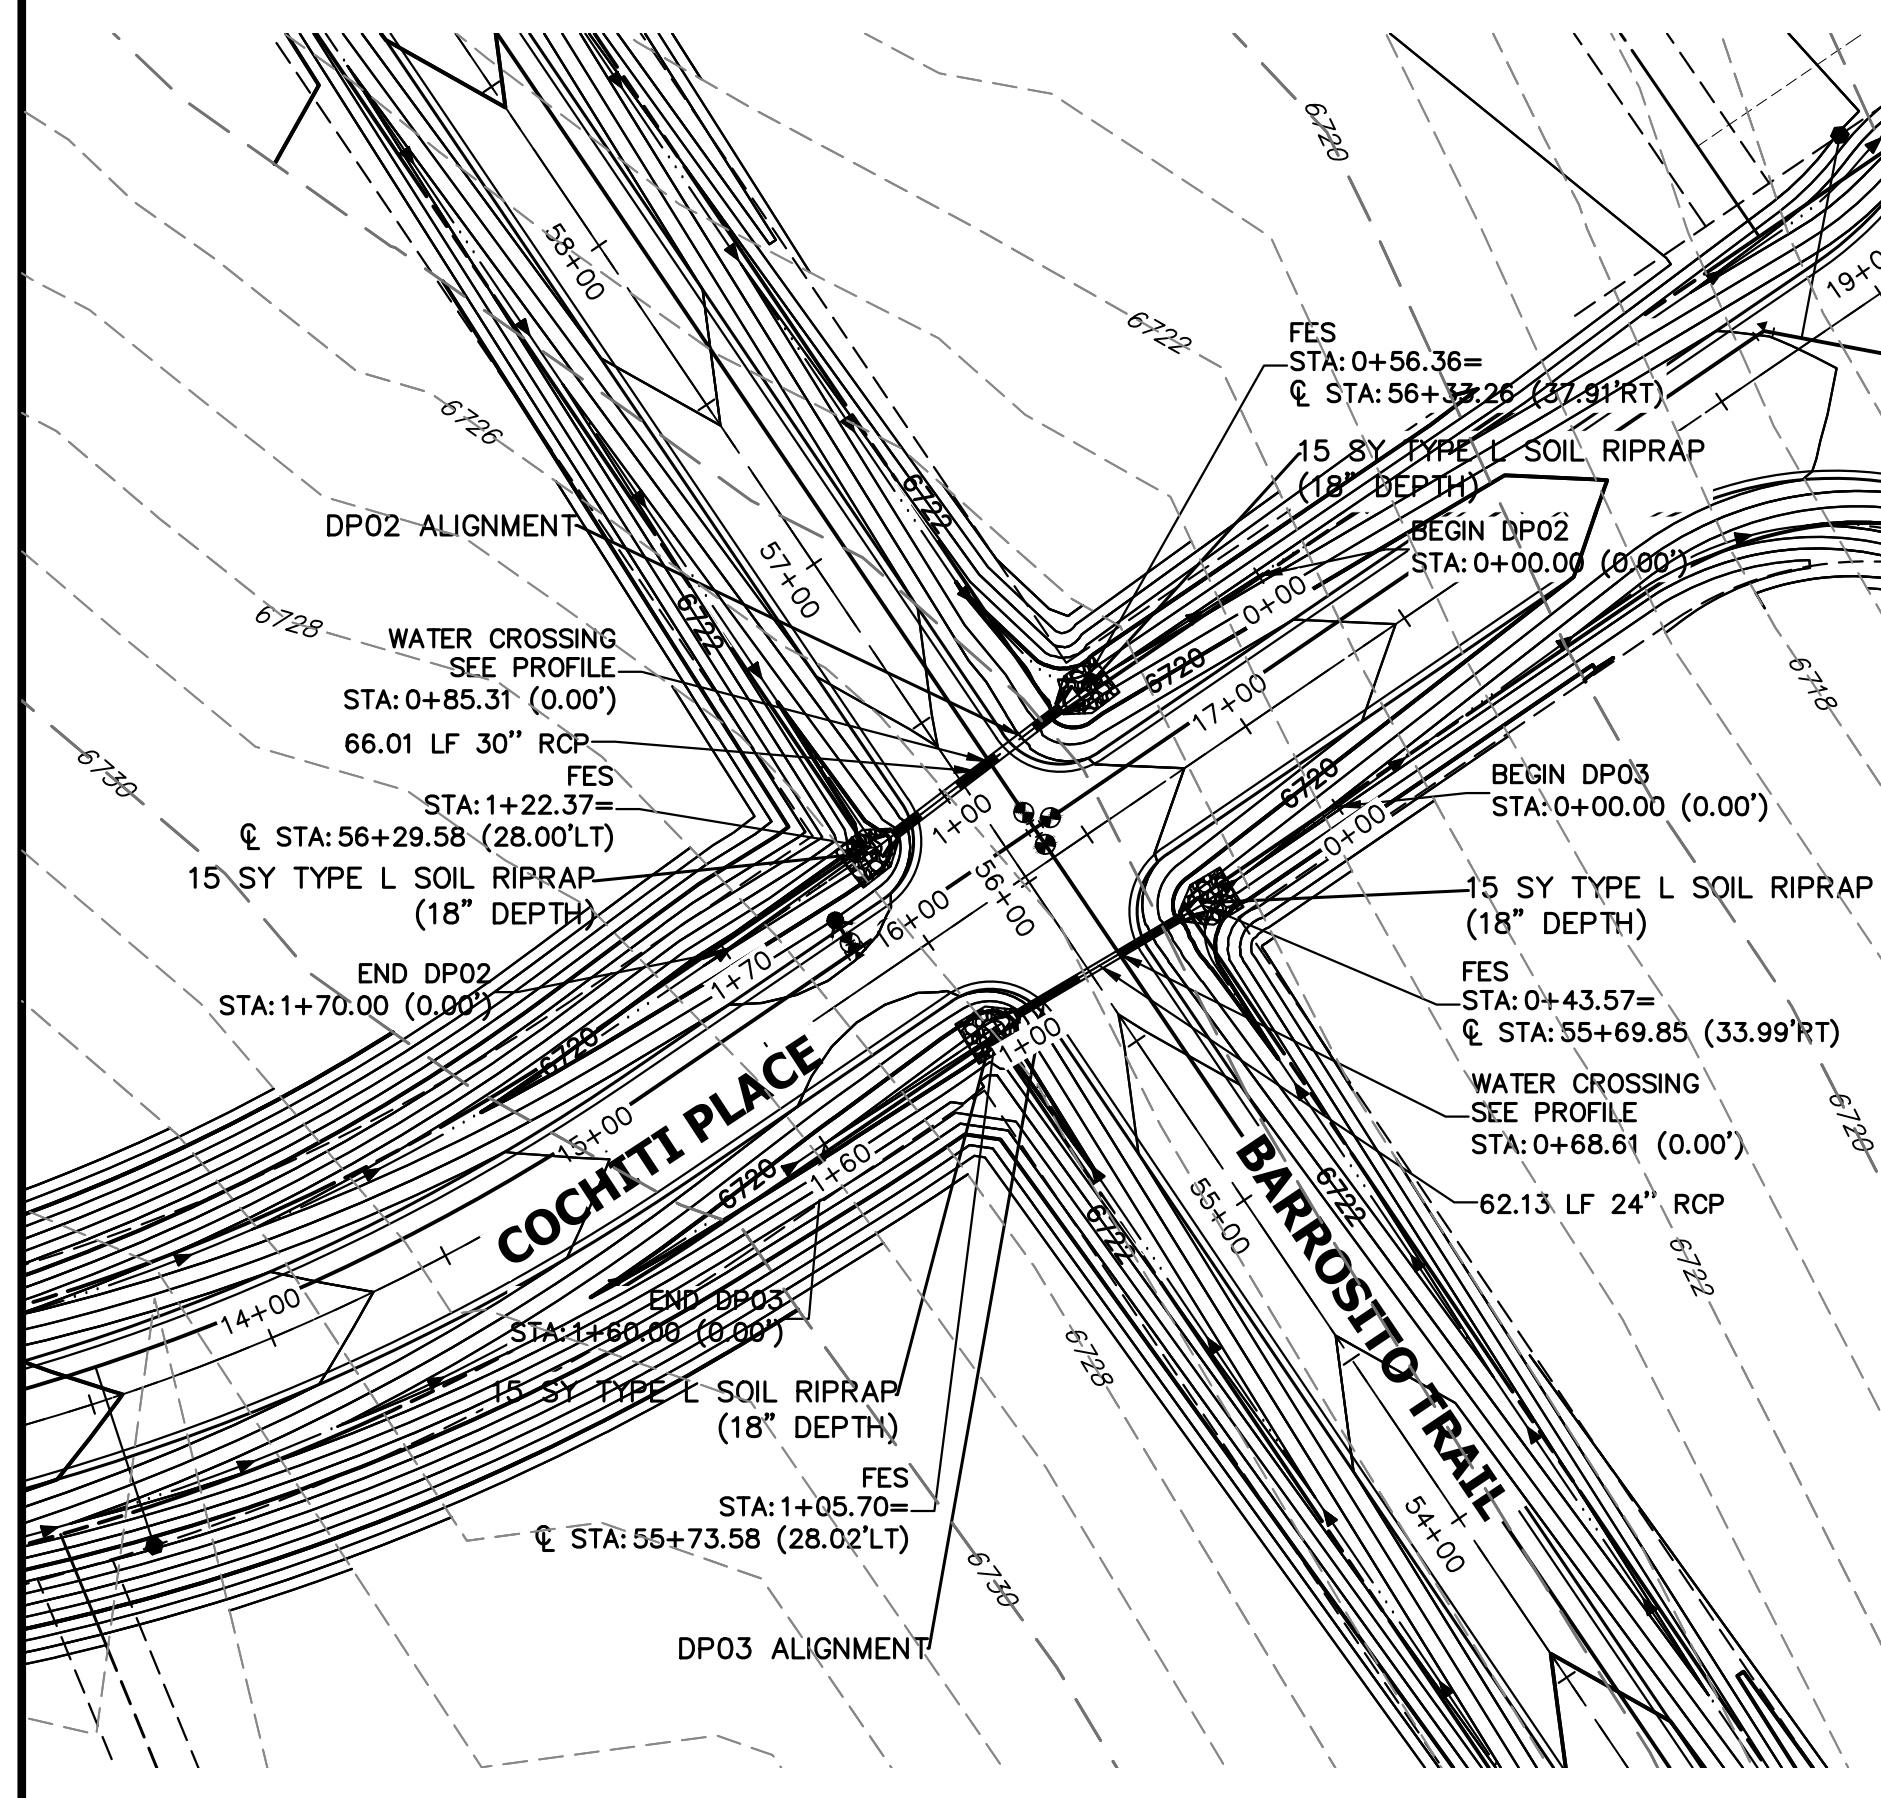 6720
58+00
19+0
6722
FES
STA: 0+56.36=
℄ STA: 56+33.26 (37.91'RT)
6726
15 SY TYPE L SOIL RIPRAP
(18" DEPTH)
6722
DP02 ALIGNMENT
BEGIN DP02
STA: 0+00.00 (0.00')
57+00
0+00
6728
6722
WATER CROSSING
SEE PROFILE
STA: 0+85.31 (0.00')
6720
6718
17+00
66.01 LF 30" RCP
6730
FES
STA: 1+22.37=
℄ STA: 56+29.58 (28.00'LT)
6720
BEGIN DP03
STA: 0+00.00 (0.00')
1+00
0+00
15 SY TYPE L SOIL RIPRAP
(18" DEPTH)
56+00
16+00
15 SY TYPE L SOIL RIPRAP
(18" DEPTH)
END DP02
STA: 1+70.00 (0.00')
1+70
FES
STA: 0+43.57=
℄ STA: 55+69.85 (33.99'RT)
6720
1+00
COCHITI PLACE
WATER CROSSING
SEE PROFILE
STA: 0+68.61 (0.00')
6720
15+00
6720
1+60
55+00
6722
6722
62.13 LF 24" RCP
BARROSITO TRAIL
6722
14+00
END DP03
STA: 1+60.00 (0.00')
6728
15 SY TYPE L SOIL RIPRAP
(18" DEPTH)
FES
STA: 1+05.70=
℄ STA: 55+73.58 (28.02'LT)
54+00
6730
DP03 ALIGNMENT